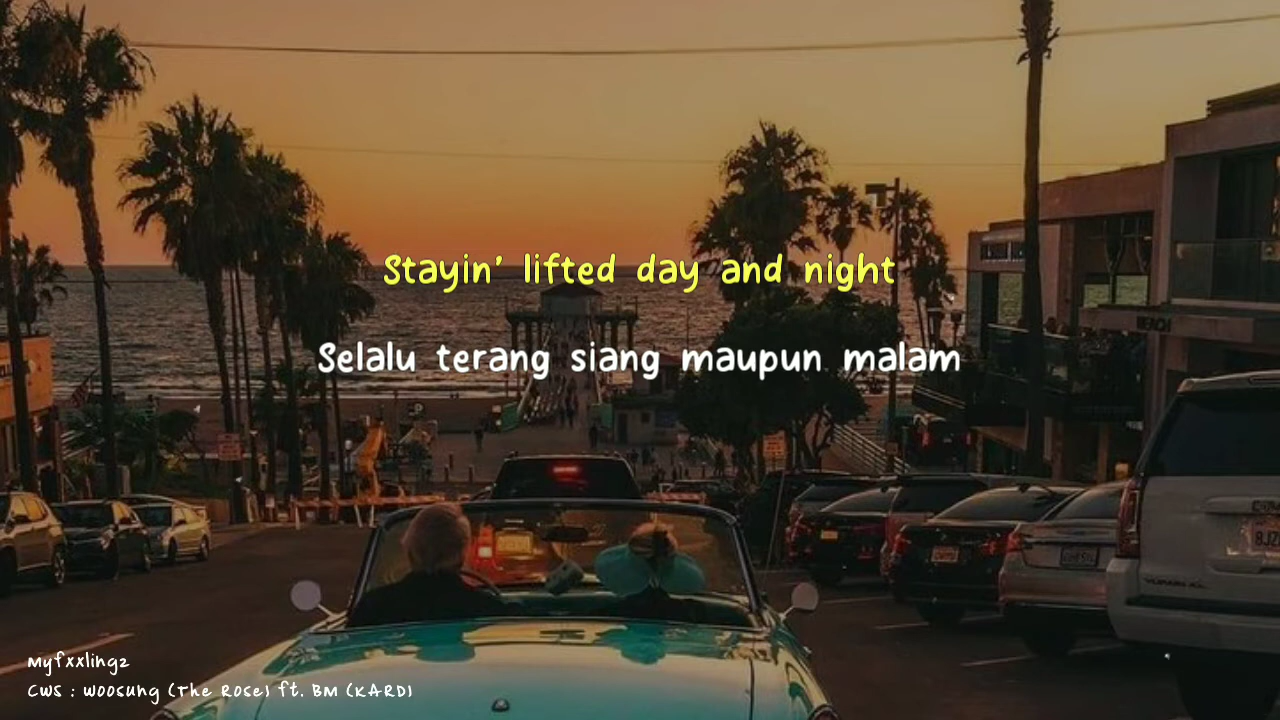 Stayin' lifted day and night
Selalu terang siang maupun malam
Myfxxlingz
CWS : Woosung (The Rose) ft. BM (KARD)